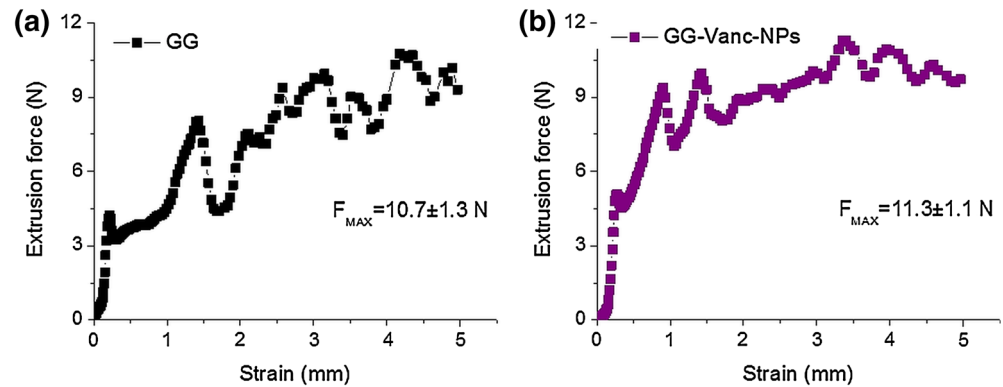 (a)
GG
Extrusion force (N)
12
9
6
3
0
F_MAX=10.7±1.3 N
0 1 2 3 4 5
Strain (mm)
(b)
GG-Vanc-NPs
Extrusion force (N)
12
9
6
3
0
F_MAX=11.3±1.1 N
0 1 2 3 4 5
Strain (mm)